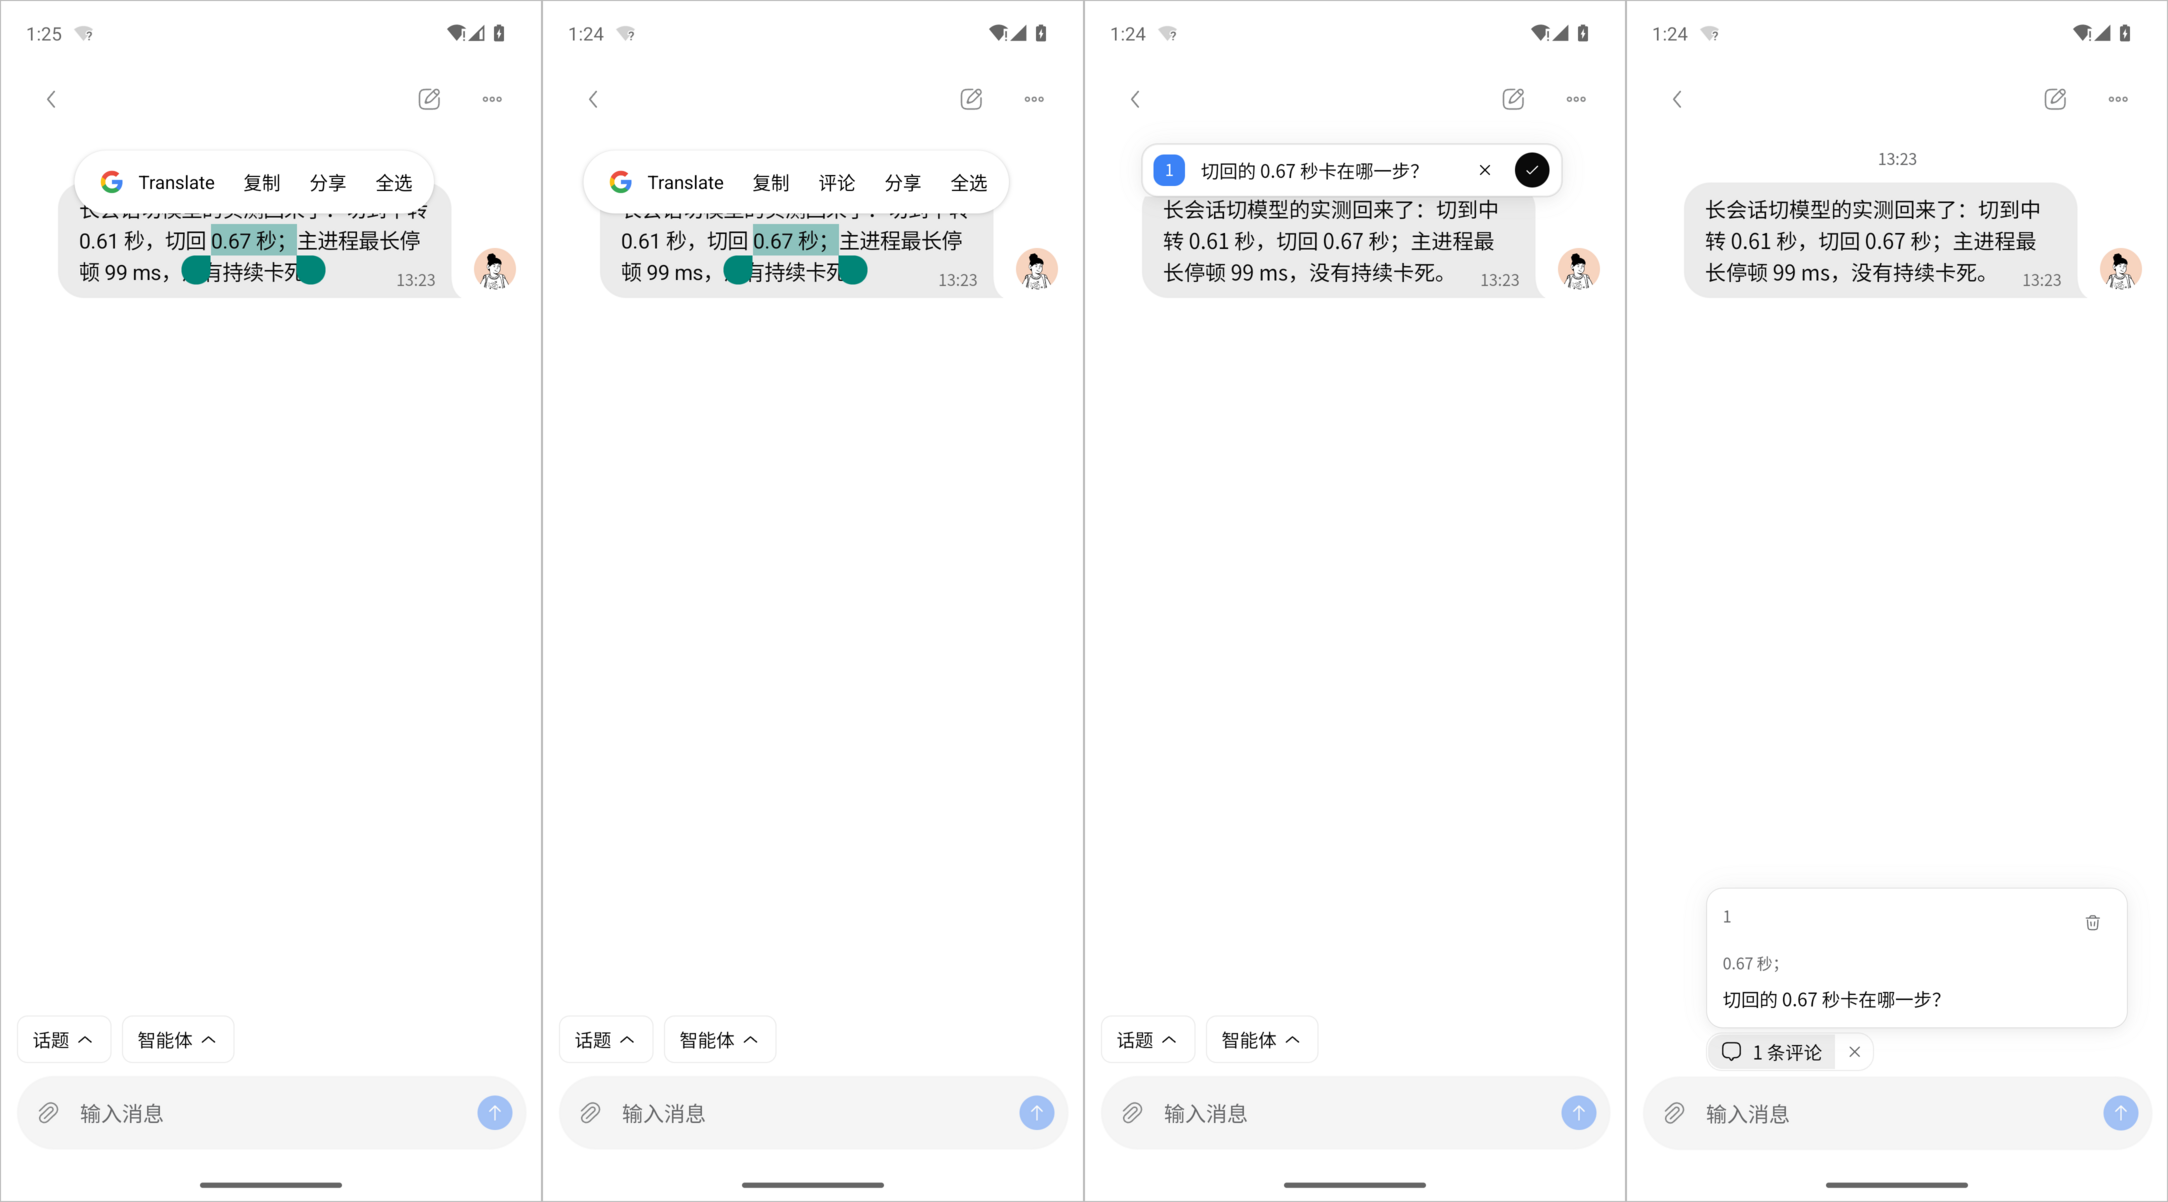 1:25
Translate 复制 分享 全选
0.61 秒，切回 0.67 秒；主进程最长停
顿 99 ms， 有持续卡死
13:23
话题
智能体
输入消息
1:24
Translate 复制 评论 分享 全选
0.61 秒，切回 0.67 秒；主进程最长停
顿 99 ms， 有持续卡死
13:23
话题
智能体
输入消息
1:24
1 切回的 0.67 秒卡在哪一步？
长会话切模型的实测回来了：切到中
转 0.61 秒，切回 0.67 秒；主进程最
长停顿 99 ms，没有持续卡死。
13:23
话题
智能体
输入消息
1:24
13:23
长会话切模型的实测回来了：切到中
转 0.61 秒，切回 0.67 秒；主进程最
长停顿 99 ms，没有持续卡死。
13:23
1
0.67 秒；
切回的 0.67 秒卡在哪一步？
1 条评论
输入消息